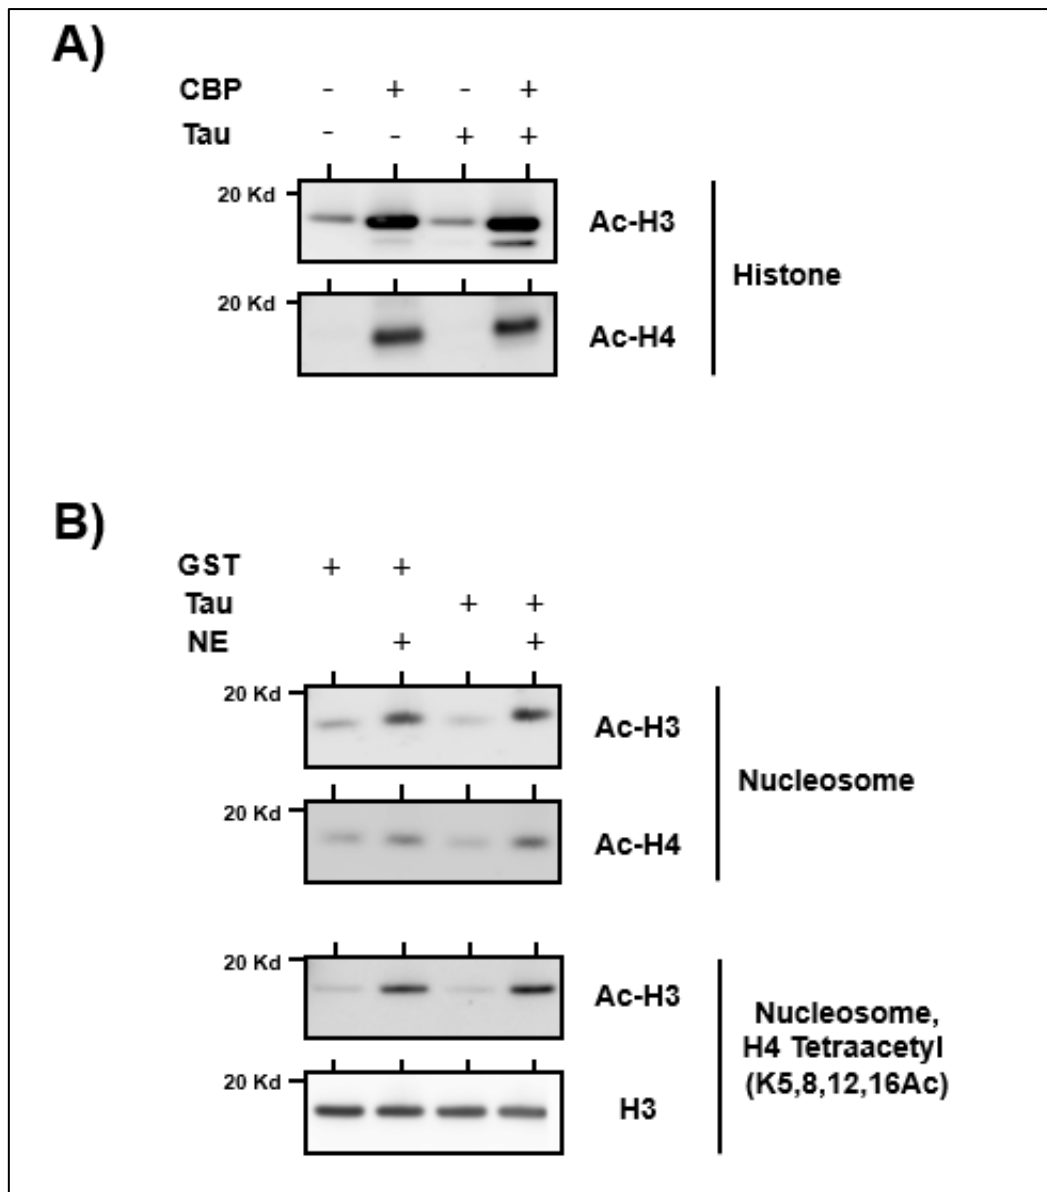 A)
CBP - + - +
Tau - - + +
20 Kd
Ac-H3
Histone
20 Kd
Ac-H4
B)
GST + +
Tau + +
NE + +
20 Kd
Ac-H3
Nucleosome
20 Kd
Ac-H4
20 Kd
Ac-H3
Nucleosome,
H4 Tetraacetyl
(K5,8,12,16Ac)
20 Kd
H3